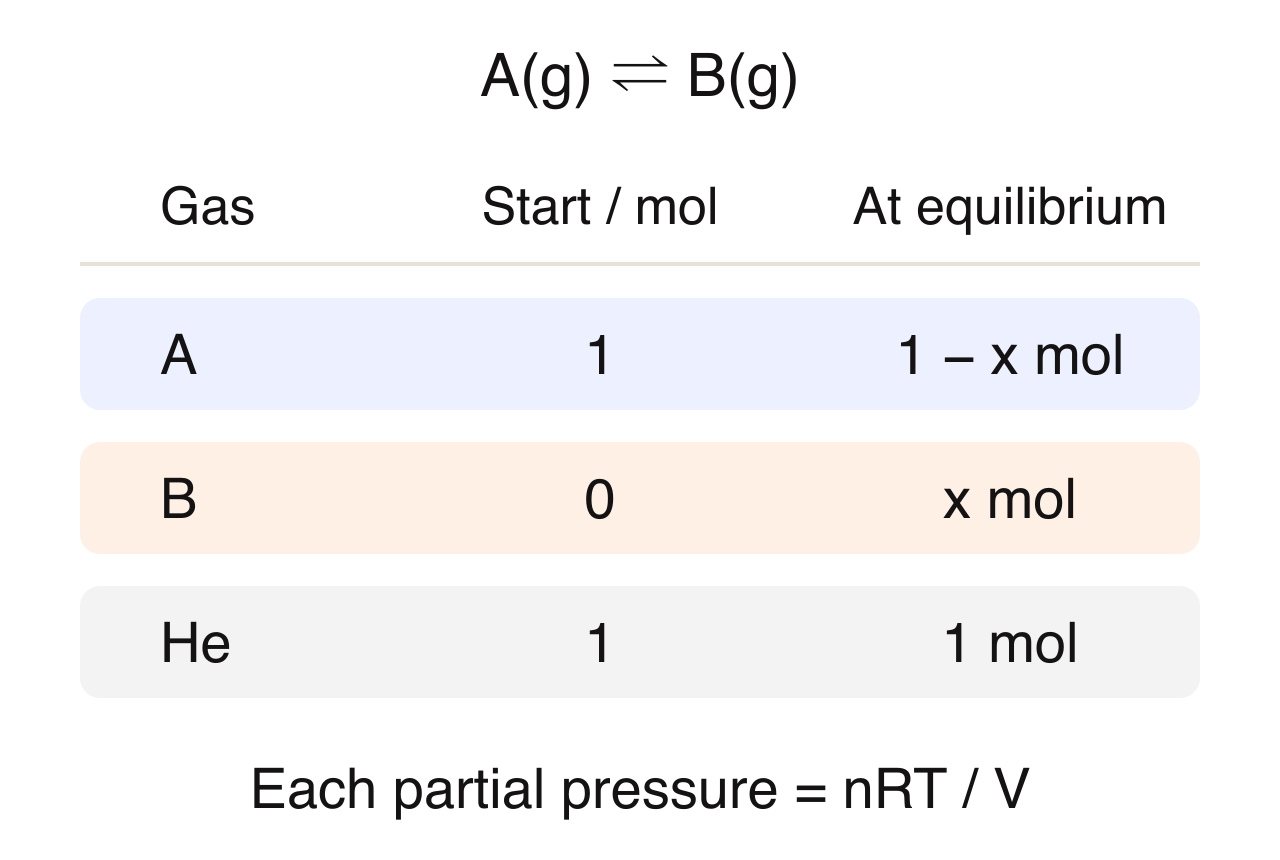 A(g) ⇌ B(g)
Gas Start / mol At equilibrium
A 1 1 – x mol
B 0 x mol
He 1 1 mol
Each partial pressure = nRT / V